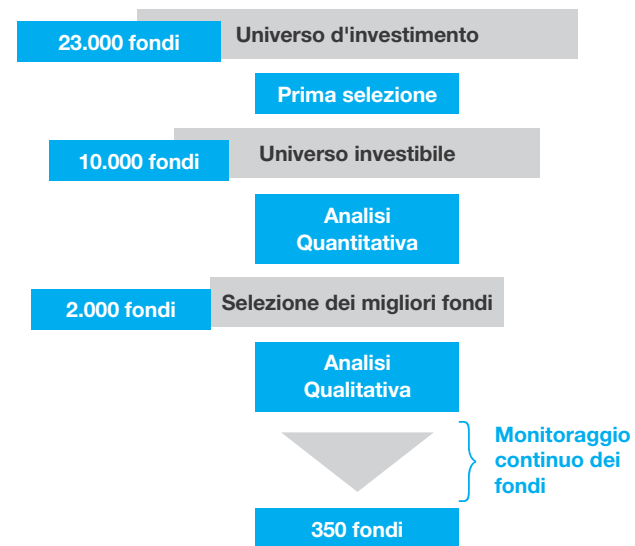 Universo d'investimento
23.000 fondi
Prima selezione
Universo investibile
10.000 fondi
Analisi
Quantitativa
Selezione dei migliori fondi
2.000 fondi
Analisi
Qualitativa
Monitoraggio
continuo dei
fondi
350 fondi